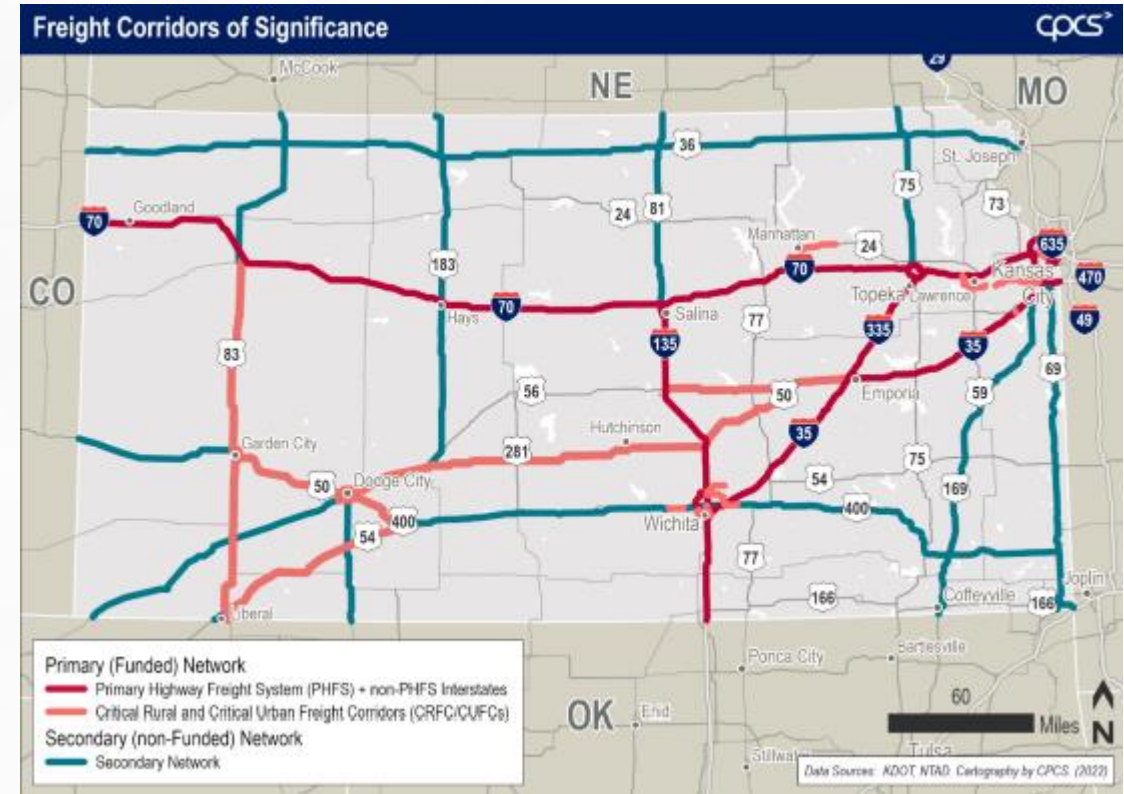 Freight Corridors of Significance
cpcs
29
McCook
NE
MO
36
St. Joseph
75
73
Goodland
70
24
81
Manhattan
24
635
183
70
Kansas
470
CO
Topeka
Lawrence
City
Hays
70
Salina
77
335
49
135
35
83
69
56
50
Emporia
59
Hutchinson
Garden City
281
35
75
50
Dodge City
54
169
400
Wichita
400
54
77
Joplin
166
Coffeyville
166
Liberal
Primary (Funded) Network
Primary Highway Freight System (PHFS) + non-PHFS Interstates
Critical Rural and Critical Urban Freight Corridors (CRFC/CUFCs)
Secondary (non-Funded) Network
Secondary Network
Ponca City
Bartlesville
OK
Enid
60
Miles
N
Stillwater
Tulsa
Data Sources: KDOT, NTAD. Cartography by CPCS. (2022)